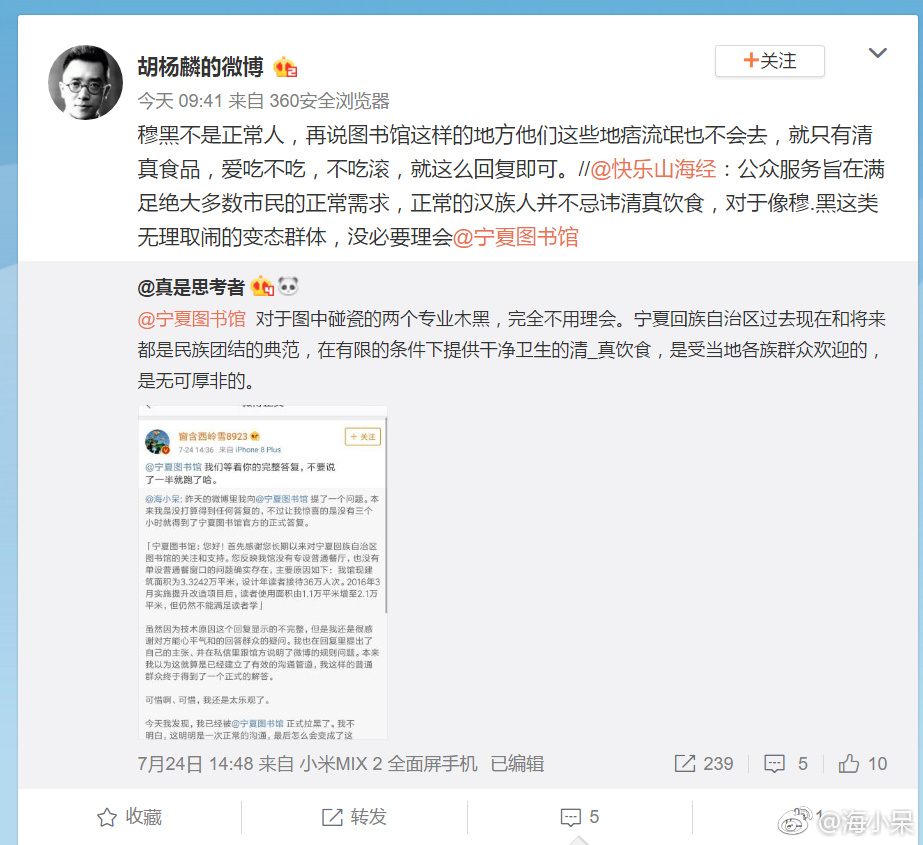 胡杨麟的微博
+关注
今天 09:41 来自 360安全浏览器
穆黑不是正常人，再说图书馆这样的地方他们这些地痞流氓也不会去，就只有清
真食品，爱吃不吃，不吃滚，就这么回复即可。//@快乐山海经：公众服务旨在满
足绝大多数市民的正常需求，正常的汉族人并不忌讳清真饮食，对于像穆.黑这类
无理取闹的变态群体，没必要理会@宁夏图书馆
@真是思考者
@宁夏图书馆 对于图中碰瓷的两个专业木黑，完全不用理会。宁夏回族自治区过去现在和将来
都是民族团结的典范，在有限的条件下提供干净卫生的清_真饮食，是受当地各族群众欢迎的，
是无可厚非的。
窗含西岭雪8923
+关注
7-24 14:36 来自 iPhone 8 Plus
@宁夏图书馆 我们等着你的完整答复，不要说
了一半就跑了哈。
@海小呆: 昨天的微博里我向@宁夏图书馆 提了一个问题。本
来我是没打算得到任何答复的，不过让我惊喜的是没有三个
小时就得到了宁夏图书馆官方的正式答复。
「宁夏图书馆：您好！首先感谢您长期以来对宁夏回族自治区
图书馆的关注和支持。您反映我馆没有专设普通餐厅，也没有
单设普通餐窗口的问题确实存在，主要原因如下：我馆现建
筑面积为3.3242万平米，设计年读者接待36万人次。2016年3
月实施提升改造项目后，读者使用面积由1.1万平米增至2.1万
平米，但仍然不能满足读者学」
虽然因为技术原因这个回复显示的不完整，但是我还是很感
谢对方能心平气和的回答群众的疑问。我也在回复里提出了
自己的主张、并在私信里跟馆方说明了微博的规则问题。本来
我以为这就算是已经建立了有效的沟通管道，我这样的普通
群众终于得到了一个正式的解答。
可惜啊、可惜，我还是太乐观了。
今天我发现，我已经被@宁夏图书馆 正式拉黑了。我不
明白，这明明是一次正常的沟通，最后怎么会变成了这
7月24日 14:48 来自 小米MIX 2 全面屏手机 已编辑
239
5
10
收藏
转发
5
1
@海小呆